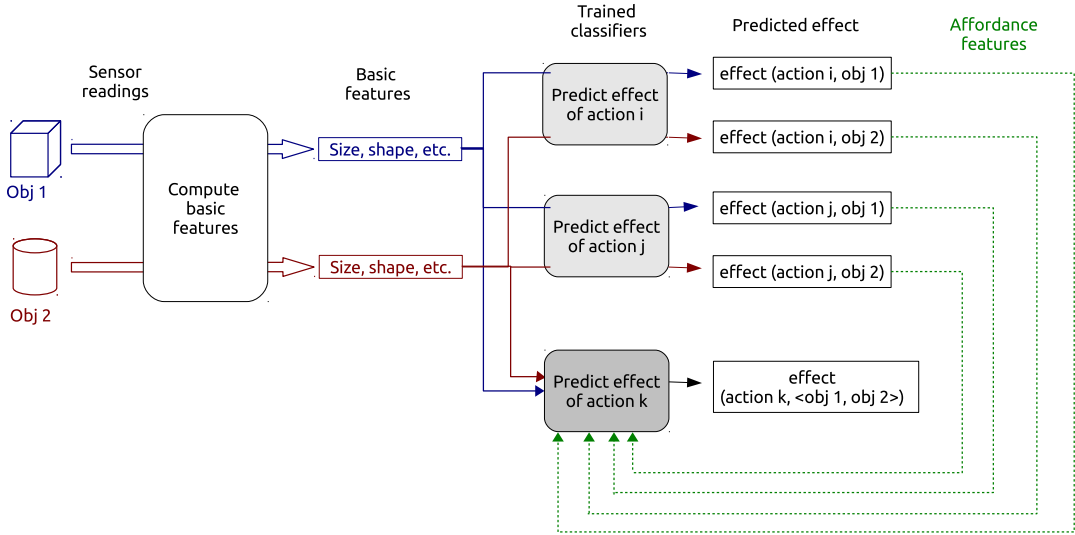 Trained
classifiers
Predicted effect
Affordance
features
Sensor
readings
Basic
features
Obj 1
Obj 2
Compute
basic
features
Size, shape, etc.
Size, shape, etc.
Predict effect
of action i
Predict effect
of action j
Predict effect
of action k
effect (action i, obj 1)
effect (action i, obj 2)
effect (action j, obj 1)
effect (action j, obj 2)
effect
(action k, <obj 1, obj 2>)